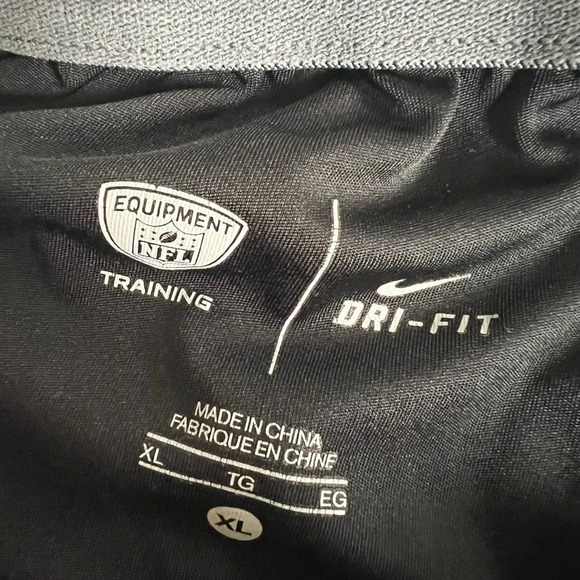 EQUIPMENT
NFL
TRAINING
DRI-FIT
MADE IN CHINA
FABRIQUE EN CHINE
XL TG EG
XL